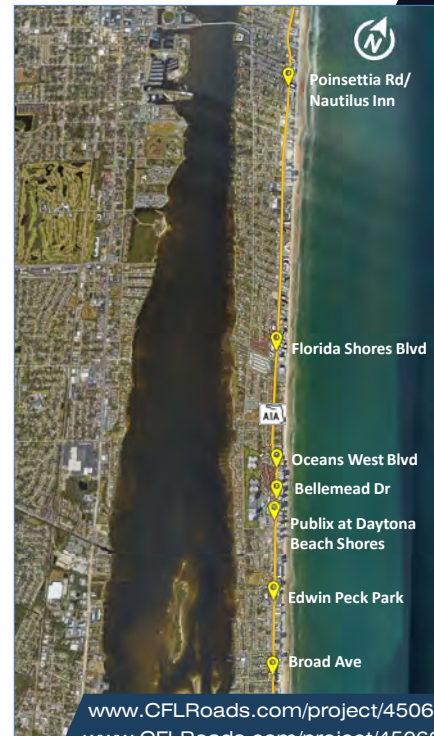 N
Poinsettia Rd/
Nautilus Inn
Florida Shores Blvd
A1A
Oceans West Blvd
Bellemead Dr
Publix at Daytona
Beach Shores
Edwin Peck Park
Broad Ave
www.CFLRoads.com/project/4506